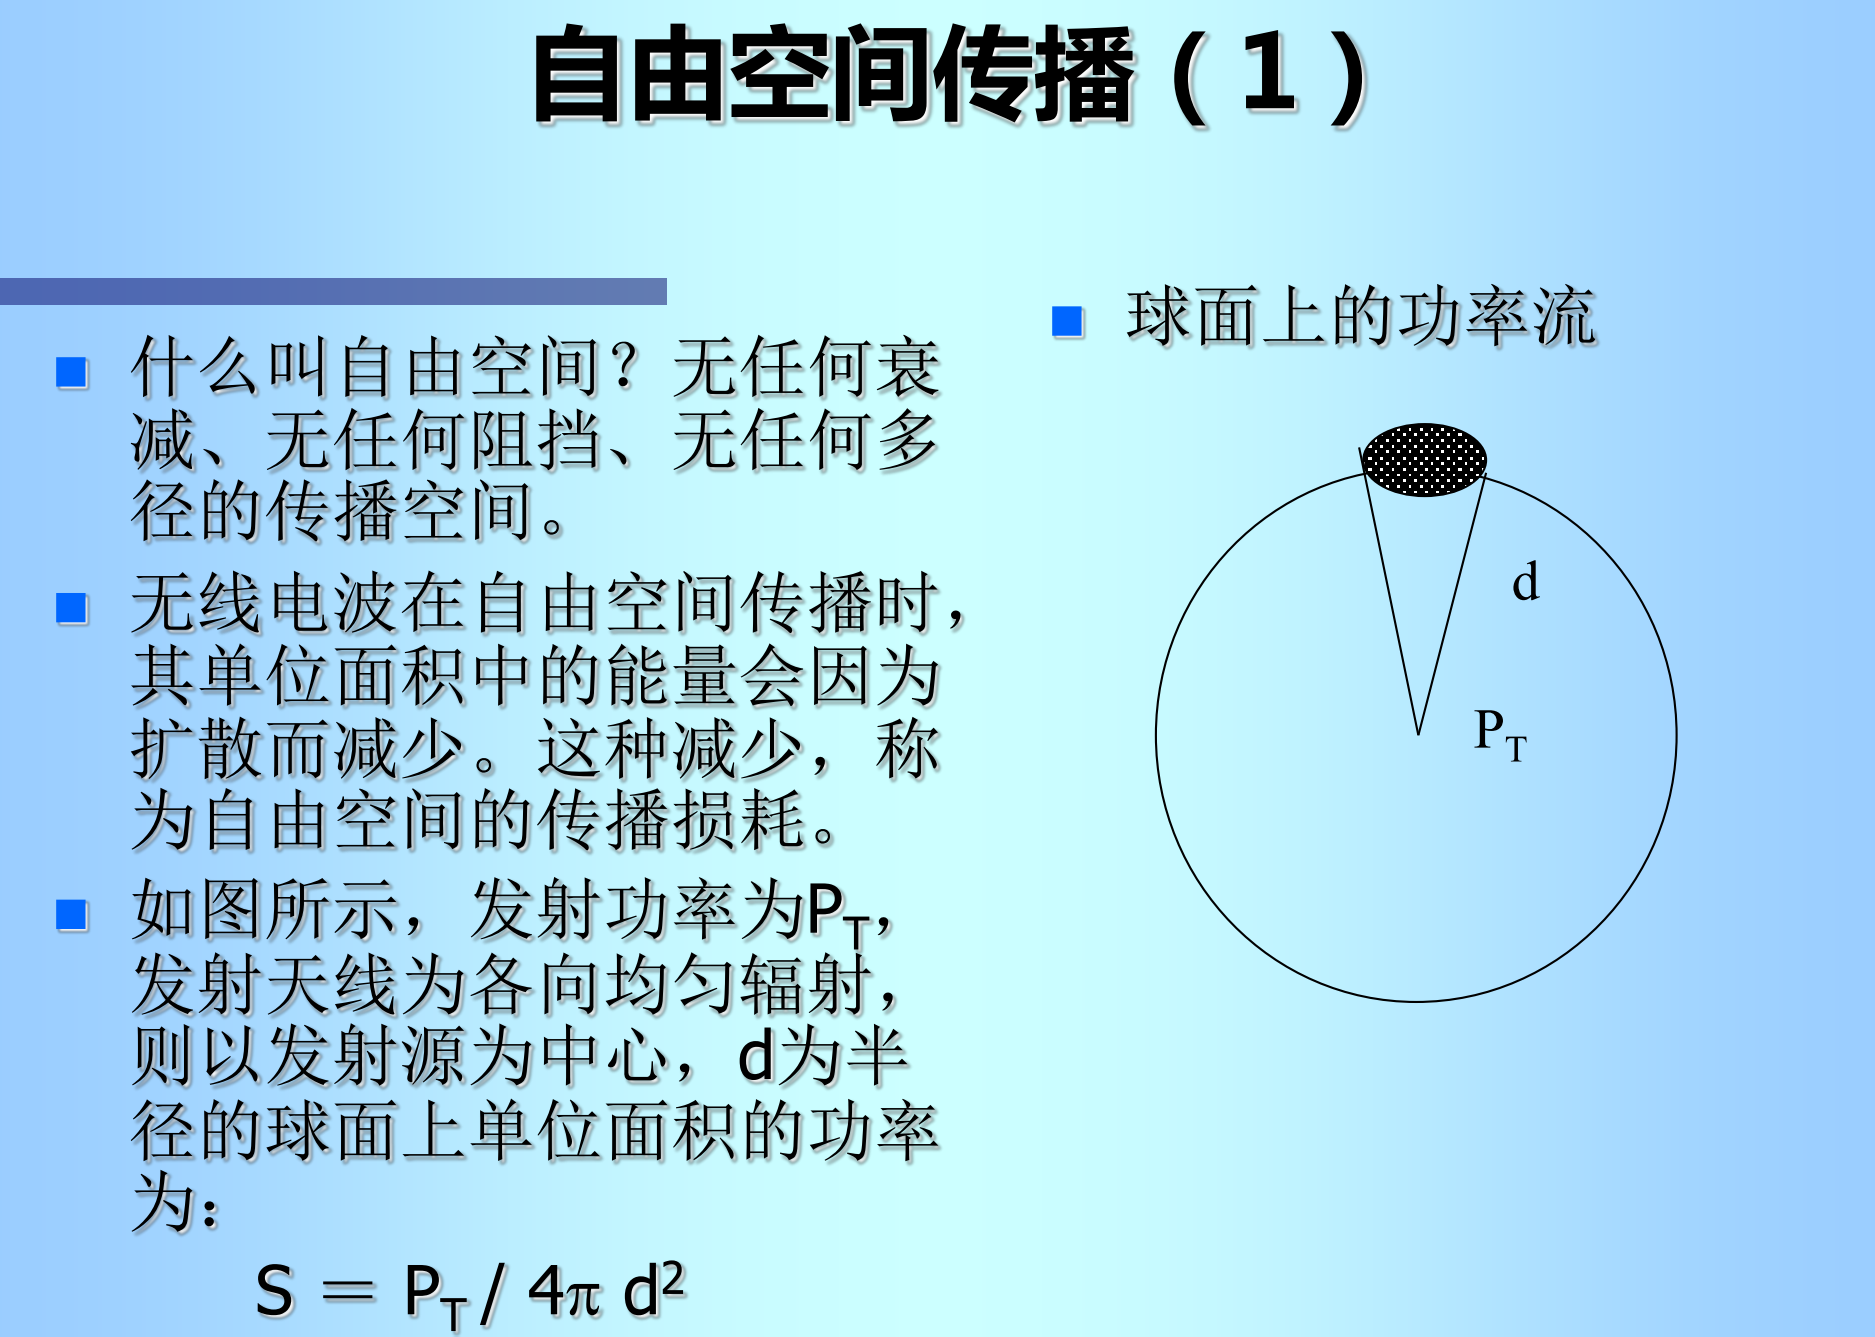 自由空间传播（1）
什么叫自由空间？无任何衰
减、无任何阻挡、无任何多
径的传播空间。
无线电波在自由空间传播时，
其单位面积中的能量会因为
扩散而减少。这种减少，称
为自由空间的传播损耗。
如图所示，发射功率为P_T，
发射天线为各向均匀辐射，
则以发射源为中心，d为半
径的球面上单位面积的功率
为：
S ＝ P_T / 4π d²
球面上的功率流
d
P_T